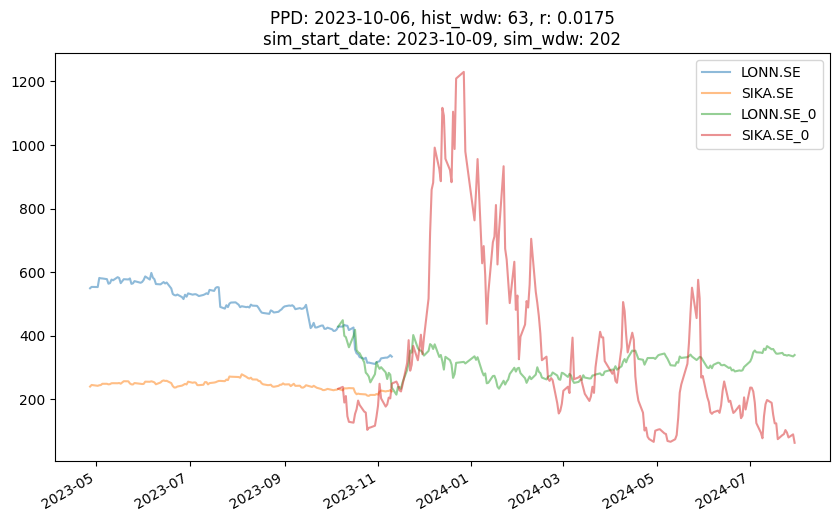 PPD: 2023-10-06, hist_wdw: 63, r: 0.0175
sim_start_date: 2023-10-09, sim_wdw: 202
LONN.SE
SIKA.SE
LONN.SE_0
SIKA.SE_0
1200
1000
800
600
400
200
2023-05
2023-07
2023-09
2023-11
2024-01
2024-03
2024-05
2024-07